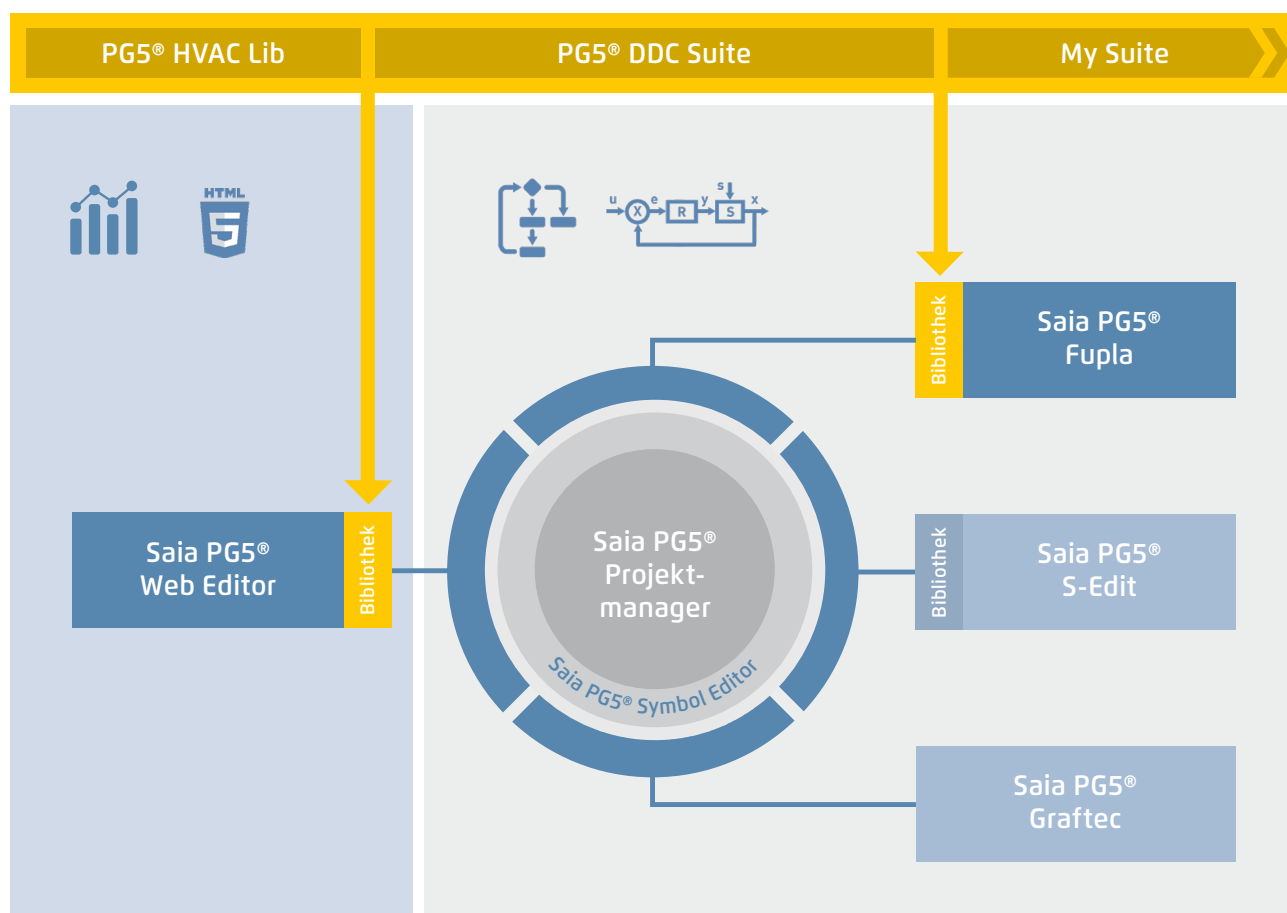 PG5® HVAC Lib
PG5® DDC Suite
My Suite
HTML
5
u
e
y
s
x
X
R
S
Bibliothek
Saia PG5®
Fupla
Saia PG5®
Web Editor
Bibliothek
Saia PG5®
Projekt-
manager
Saia PG5® Symbol Editor
Bibliothek
Saia PG5®
S-Edit
Saia PG5®
Graftec